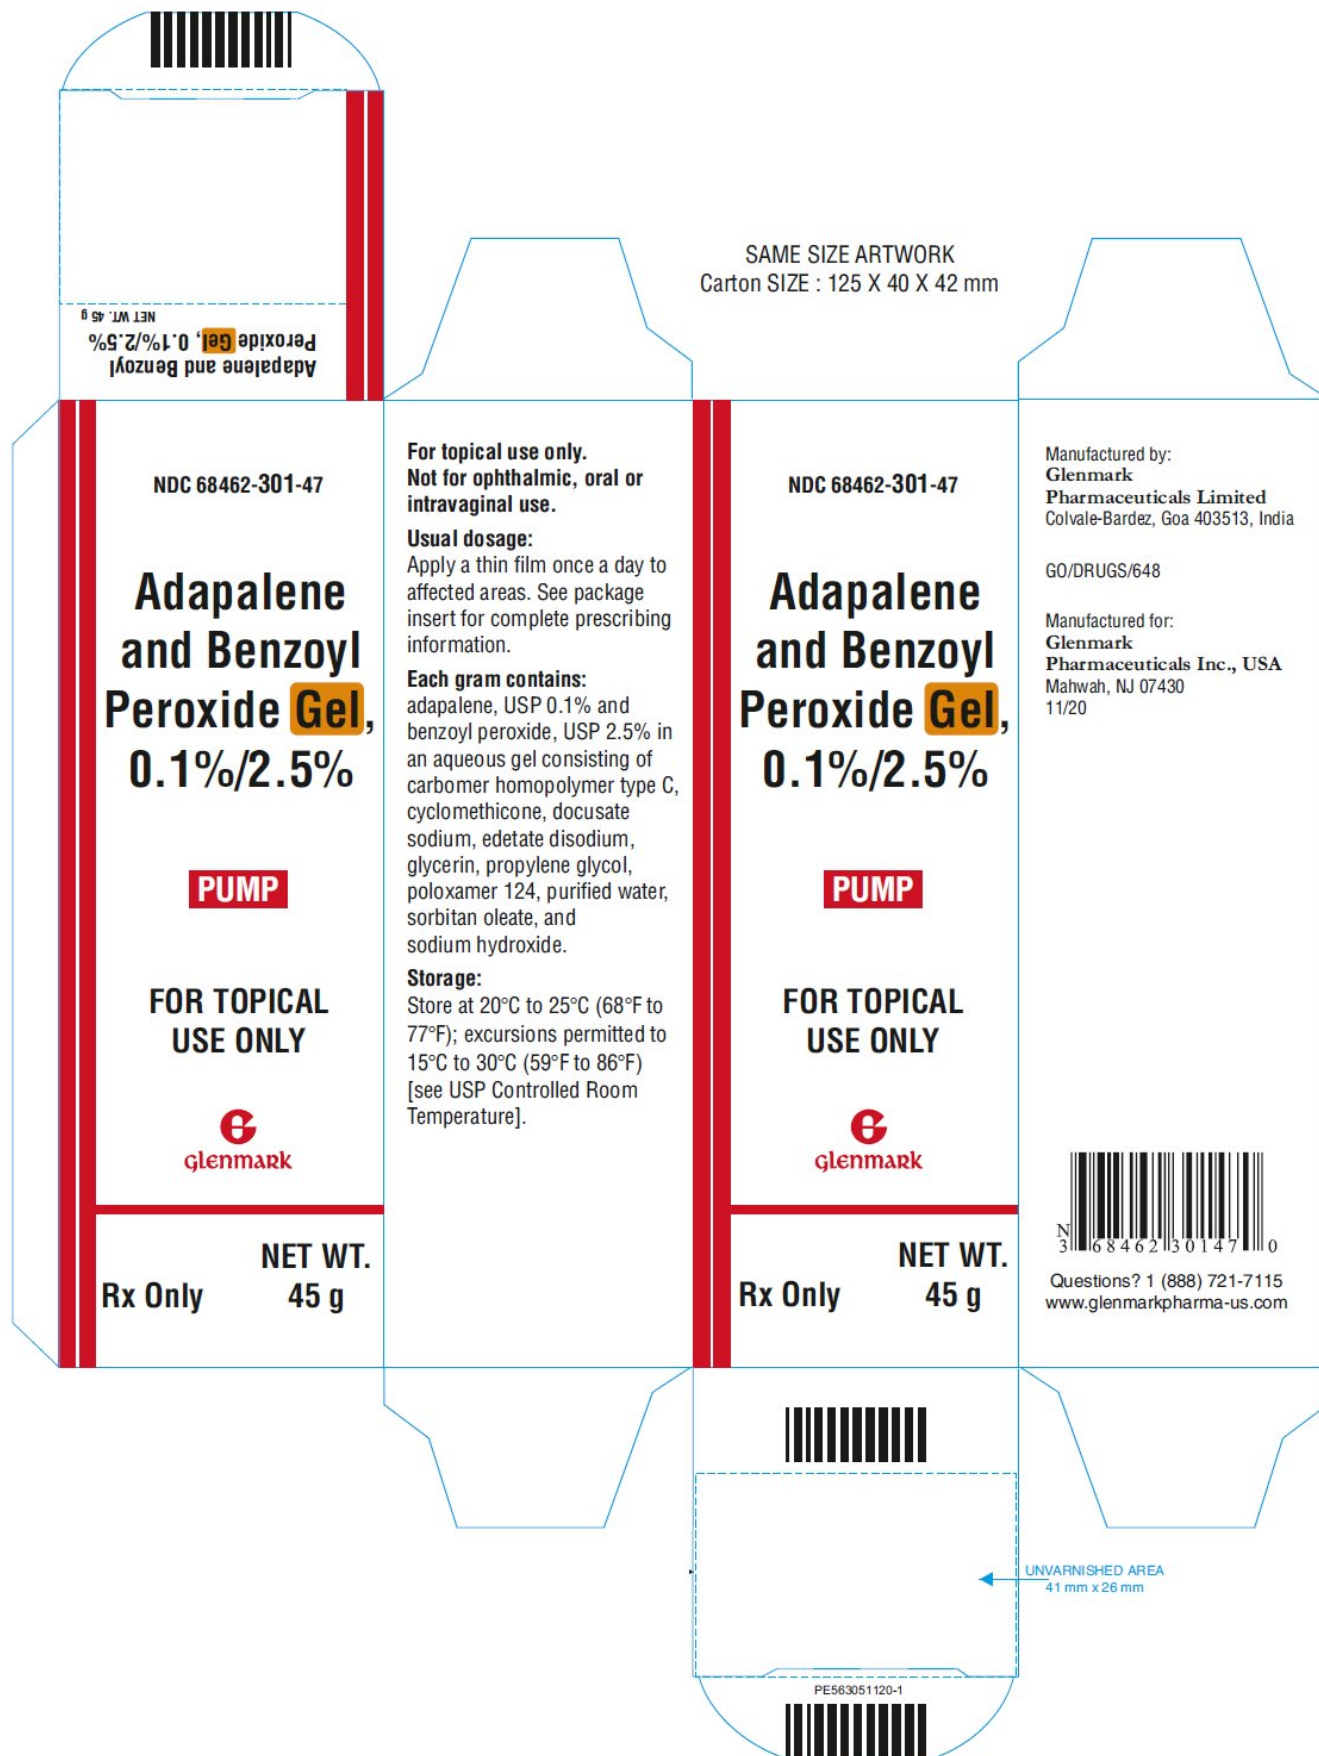 Adapalene and Benzoyl
Peroxide Gel, 0.1%/2.5%
NET WT. 45 g
SAME SIZE ARTWORK
Carton SIZE : 125 X 40 X 42 mm
NDC 68462-301-47
Adapalene
and Benzoyl
Peroxide Gel,
0.1%/2.5%
PUMP
FOR TOPICAL
USE ONLY
Glenmark
Rx Only
NET WT.
45 g
For topical use only.
Not for ophthalmic, oral or
intravaginal use.
Usual dosage:
Apply a thin film once a day to
affected areas. See package
insert for complete prescribing
information.
Each gram contains:
adapalene, USP 0.1% and
benzoyl peroxide, USP 2.5% in
an aqueous gel consisting of
carbomer homopolymer type C,
cyclomethicone, docusate
sodium, edetate disodium,
glycerin, propylene glycol,
poloxamer 124, purified water,
sorbitan oleate, and
sodium hydroxide.
Storage:
Store at 20°C to 25°C (68°F to
77°F); excursions permitted to
15°C to 30°C (59°F to 86°F)
[see USP Controlled Room
Temperature].
NDC 68462-301-47
Adapalene
and Benzoyl
Peroxide Gel,
0.1%/2.5%
PUMP
FOR TOPICAL
USE ONLY
Glenmark
Rx Only
NET WT.
45 g
Manufactured by:
Glenmark
Pharmaceuticals Limited
Colvale-Bardez, Goa 403513, India
GO/DRUGS/648
Manufactured for:
Glenmark
Pharmaceuticals Inc., USA
Mahwah, NJ 07430
11/20
N
3 68462 30147 0
Questions? 1 (888) 721-7115
www.glenmarkpharma-us.com
UNVARNISHED AREA
41 mm x 26 mm
PE563051120-1